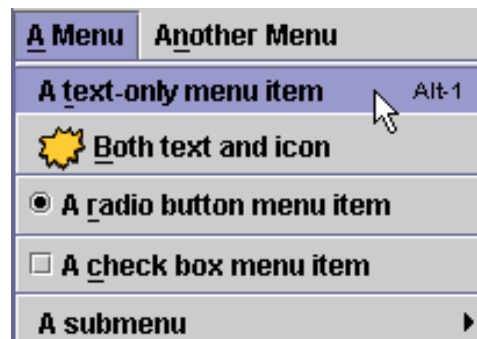 A Menu Another Menu
A text-only menu item Alt-1
Both text and icon
A radio button menu item
A check box menu item
A submenu